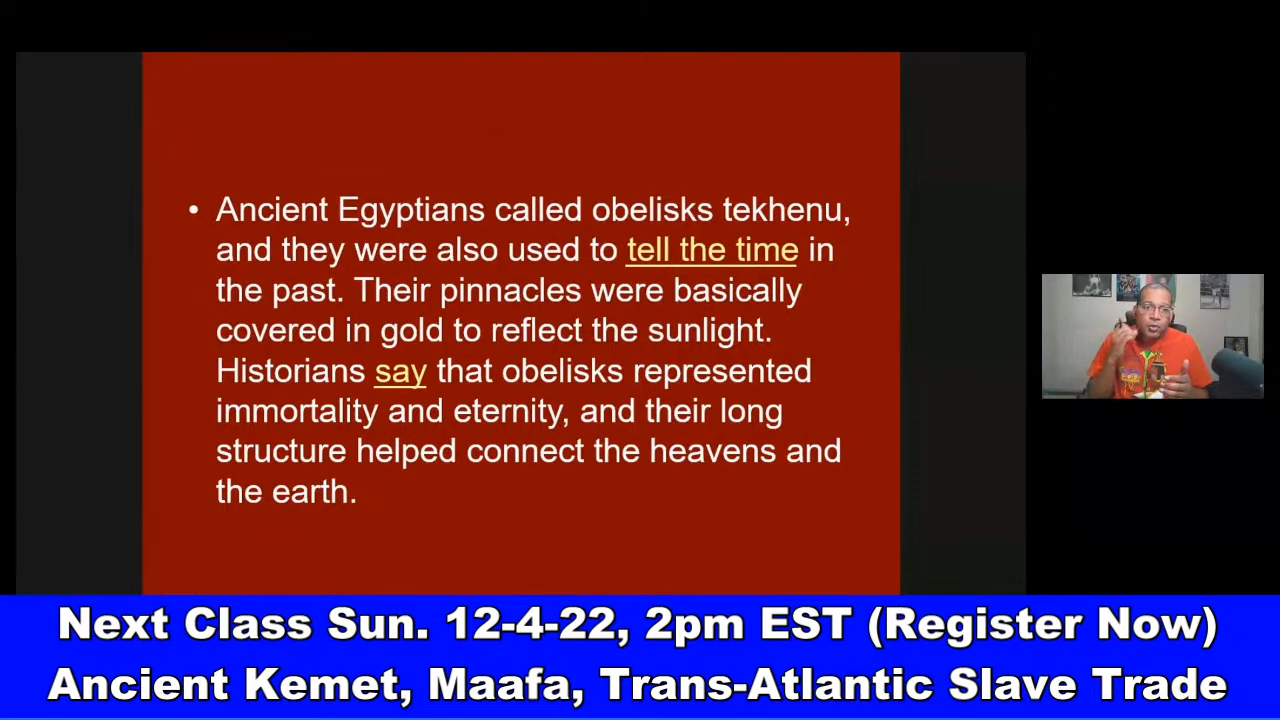 • Ancient Egyptians called obelisks tekhenu,
and they were also used to tell the time in
the past. Their pinnacles were basically
covered in gold to reflect the sunlight.
Historians say that obelisks represented
immortality and eternity, and their long
structure helped connect the heavens and
the earth.
Next Class Sun. 12-4-22, 2pm EST (Register Now)
Ancient Kemet, Maafa, Trans-Atlantic Slave Trade